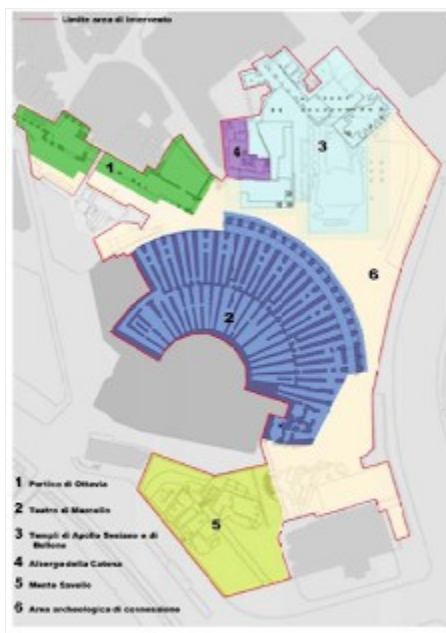 Limite area di intervento
3
4
1
6
2
5
1 Portico di Ottavia
2 Teatro di Marcello
3 Templi di Apollo Sosiano e di
Bellona
4 Albergo della Catena
5 Monte Savello
6 Area archeologica di connessione